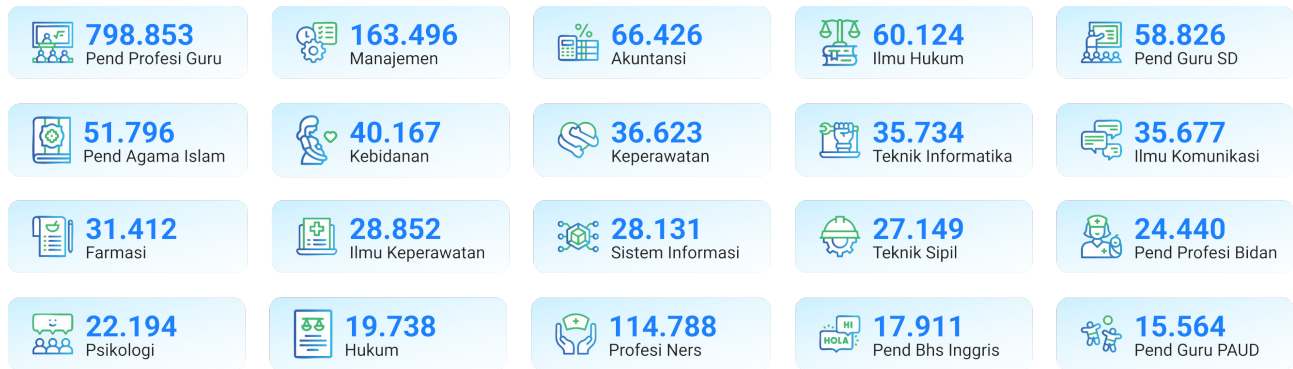 798.853
Pend Profesi Guru
163.496
Manajemen
%
66.426
Akuntansi
60.124
Ilmu Hukum
58.826
Pend Guru SD
51.796
Pend Agama Islam
40.167
Kebidanan
36.623
Keperawatan
35.734
Teknik Informatika
35.677
Ilmu Komunikasi
31.412
Farmasi
28.852
Ilmu Keperawatan
28.131
Sistem Informasi
27.149
Teknik Sipil
24.440
Pend Profesi Bidan
22.194
Psikologi
19.738
Hukum
114.788
Profesi Ners
HI
HOLA
17.911
Pend Bhs Inggris
15.564
Pend Guru PAUD